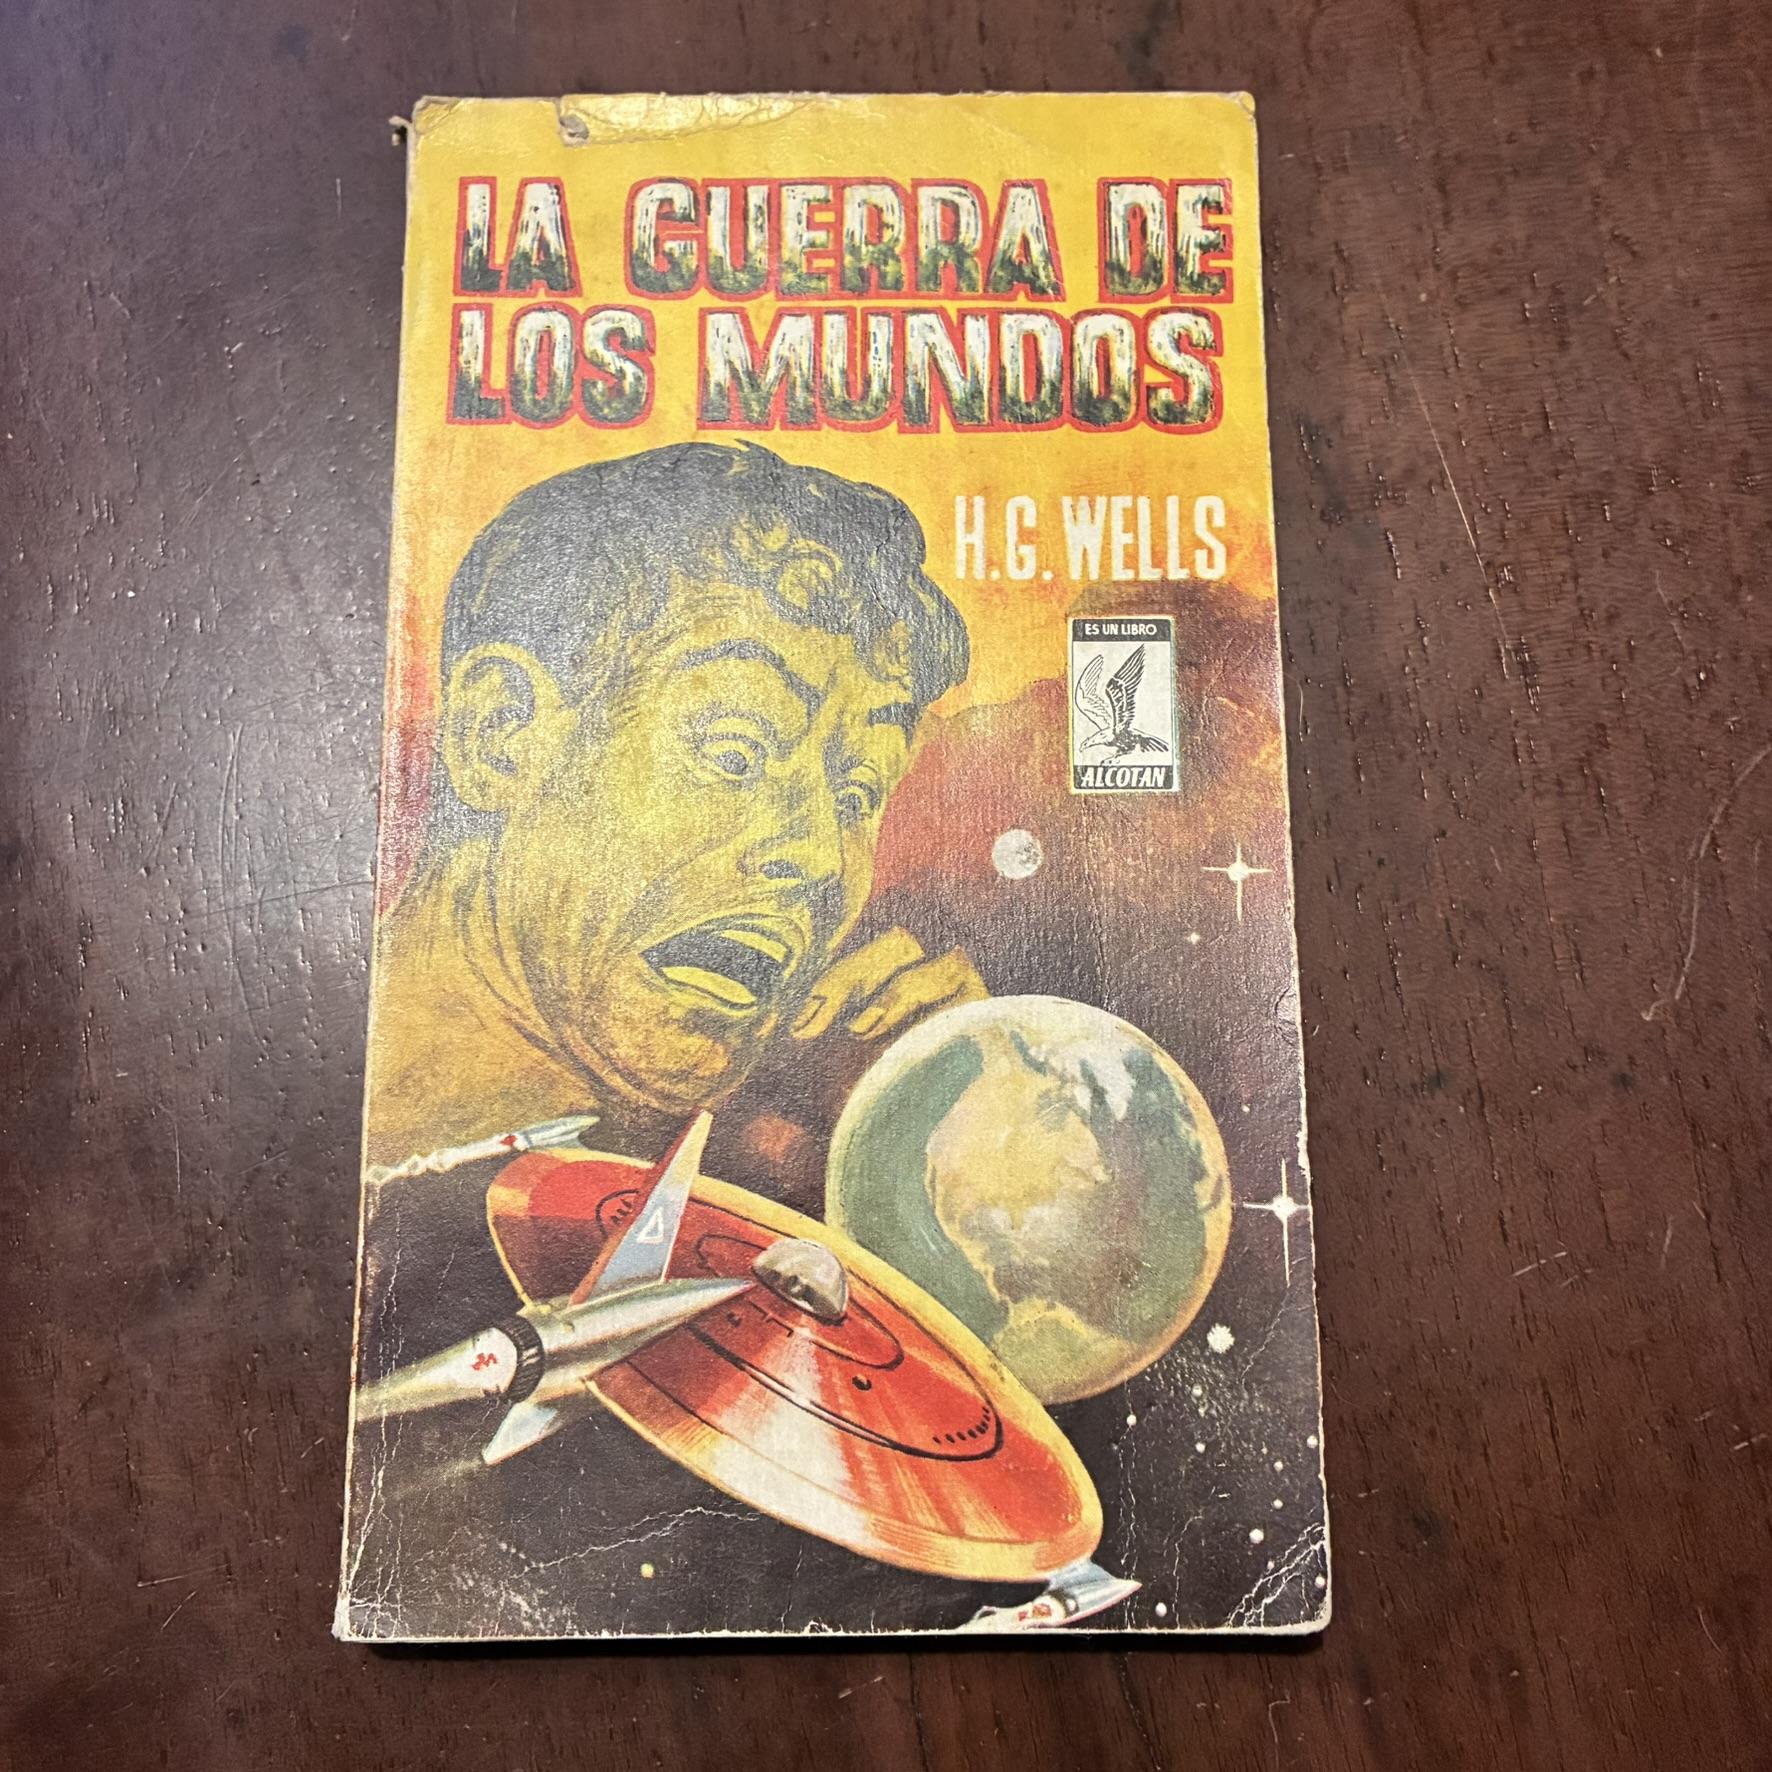 LA GUERRA DE
LOS MUNDOS
H.G. WELLS
ES UN LIBRO
ALCOTAN